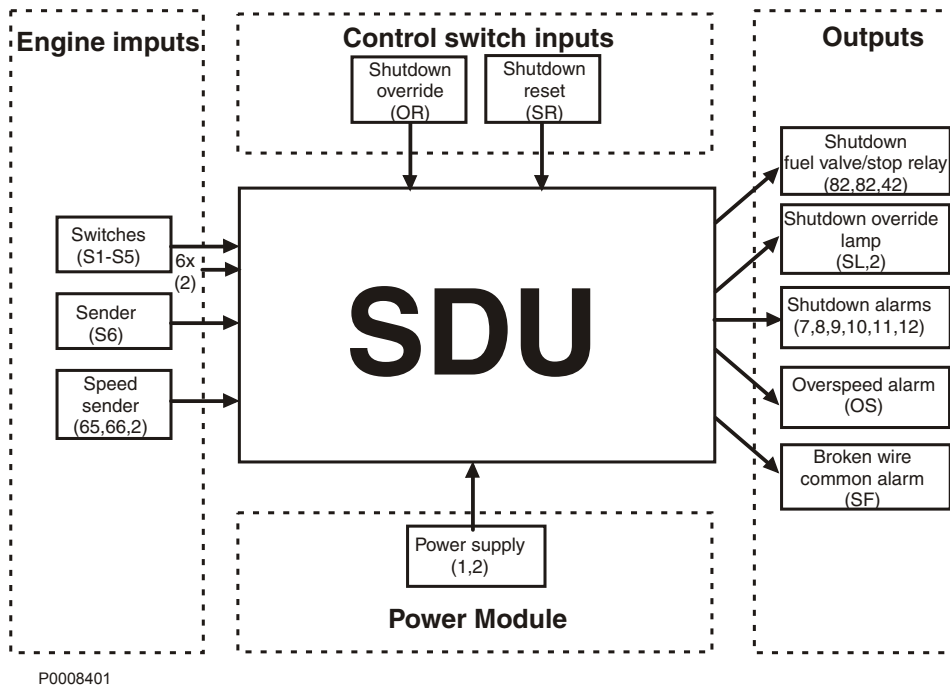 Engine imputs
Control switch inputs
Outputs
Shutdown
override
(OR)
Shutdown
reset
(SR)
Switches
(S1-S5)
6x
(2)
Sender
(S6)
Speed
sender
(65,66,2)
SDU
Shutdown
fuel valve/stop relay
(82,82,42)
Shutdown override
lamp
(SL,2)
Shutdown alarms
(7,8,9,10,11,12)
Overspeed alarm
(OS)
Broken wire
common alarm
(SF)
Power supply
(1,2)
Power Module
P0008401